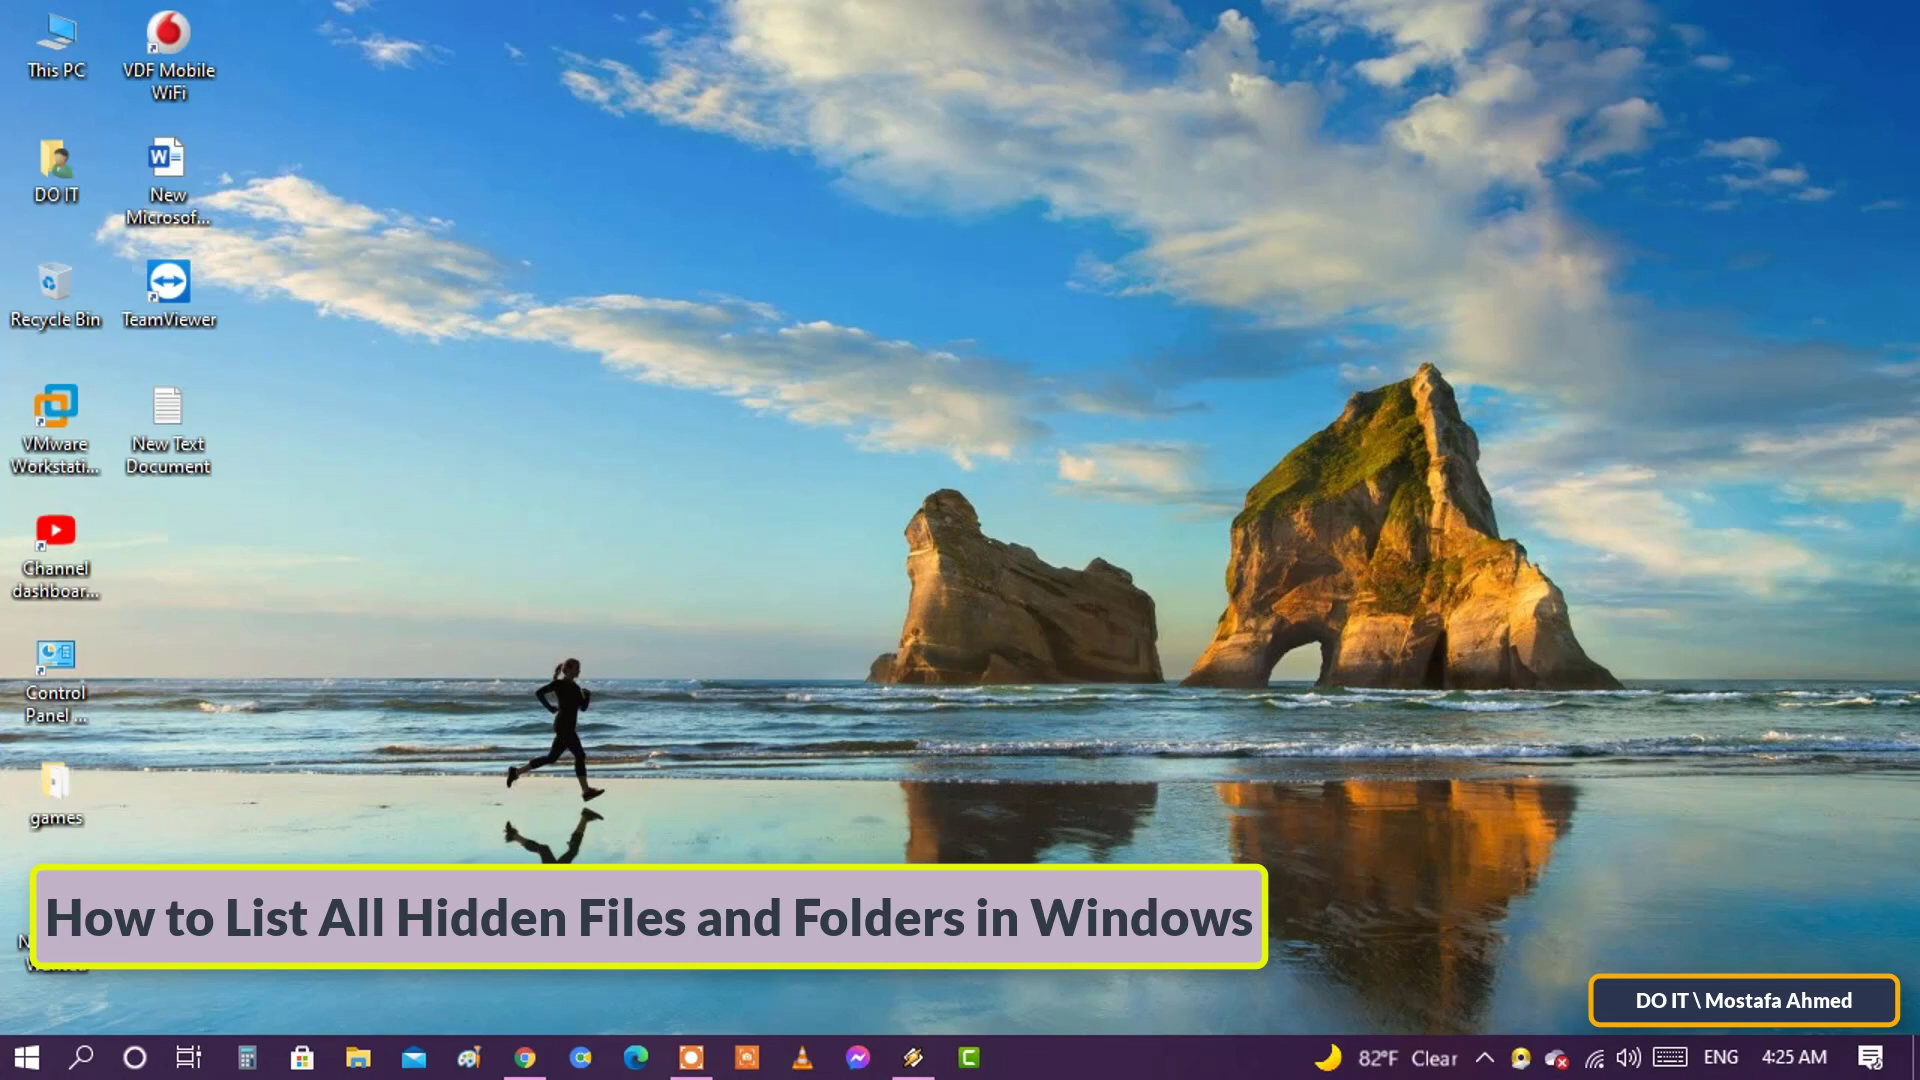 This PC
VDF Mobile
WiFi
DO IT
New
Microsof...
Recycle Bin
TeamViewer
VMware
Workstati...
New Text
Document
Channel
dashboar...
Control
Panel ...
games
How to List All Hidden Files and Folders in Windows
DO IT \ Mostafa Ahmed
82°F Clear
ENG
4:25 AM